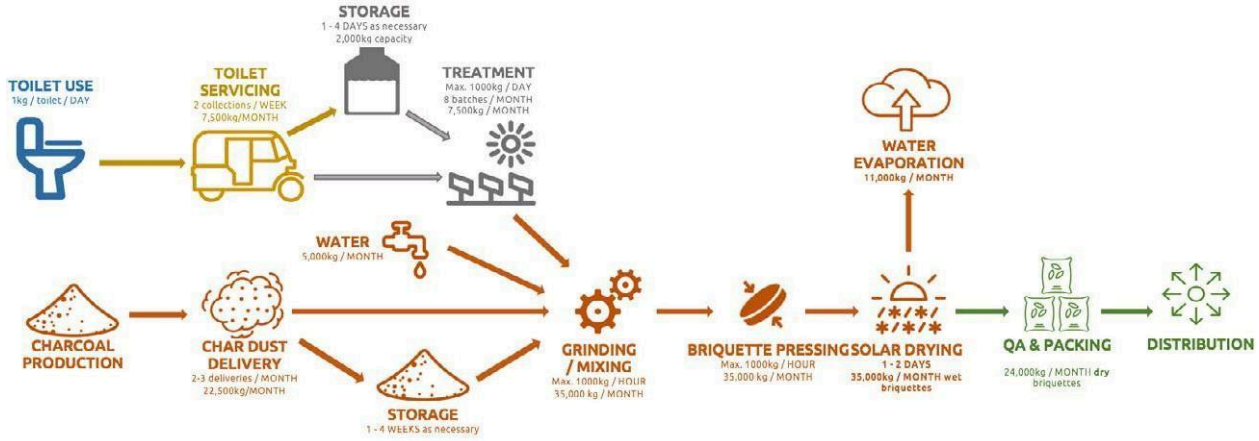 STORAGE
1 - 4 DAYS as necessary
2,000kg capacity
TOILET USE
1kg / toilet / DAY
TOILET
SERVICING
2 collections / WEEK
7,500kg/MONTH
TREATMENT
Max. 1000kg / DAY
8 batches / MONTH
7,500kg / MONTH
WATER
EVAPORATION
11,000kg / MONTH
WATER
5,000kg / MONTH
CHARCOAL
PRODUCTION
CHAR DUST
DELIVERY
2-3 deliveries / MONTH
22,500kg/MONTH
STORAGE
1 - 4 WEEKS as necessary
GRINDING
/ MIXING
Max. 1000kg / HOUR
35,000 kg / MONTH
BRIQUETTE PRESSING
Max. 1000kg / HOUR
35,000 kg / MONTH
SOLAR DRYING
1 - 2 DAYS
35,000kg / MONTH wet
briquettes
QA & PACKING
24,000kg / MONTH dry
briquettes
DISTRIBUTION